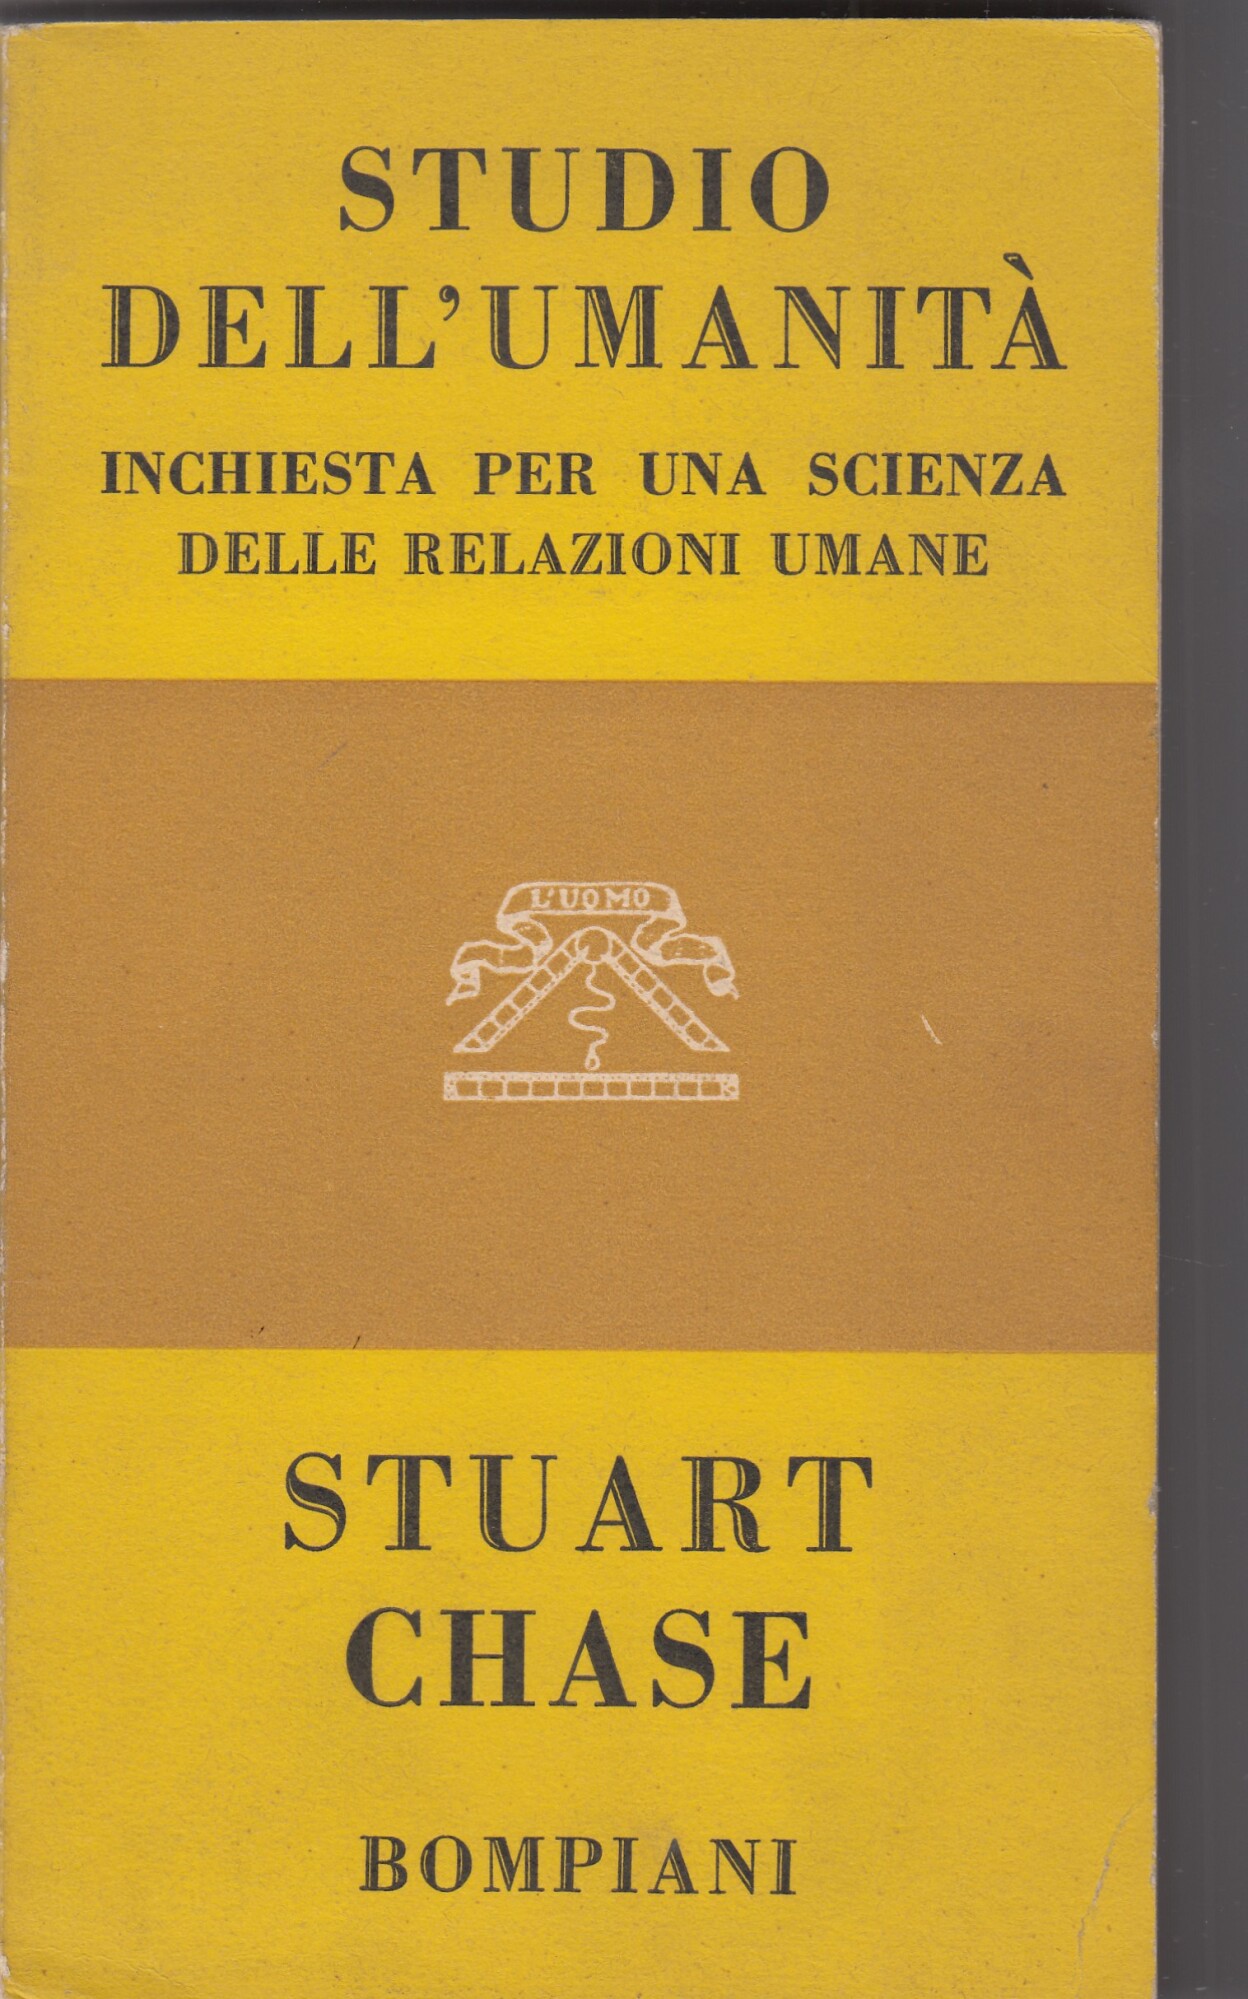 STUDIO
DELL'UMANITÀ
INCHIESTA PER UNA SCIENZA
DELLE RELAZIONI UMANE
L'UOMO
STUART
CHASE
BOMPIANI